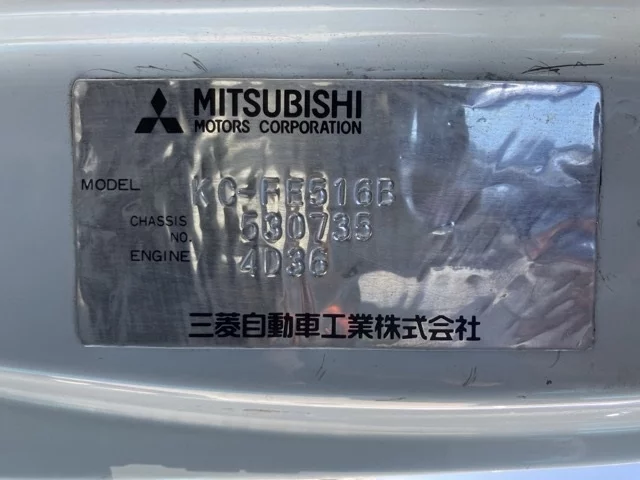 MITSUBISHI
MOTORS CORPORATION
MODEL KC-FE516B
CHASSIS NO. 530735
ENGINE 4D36
三菱自動車工業株式会社